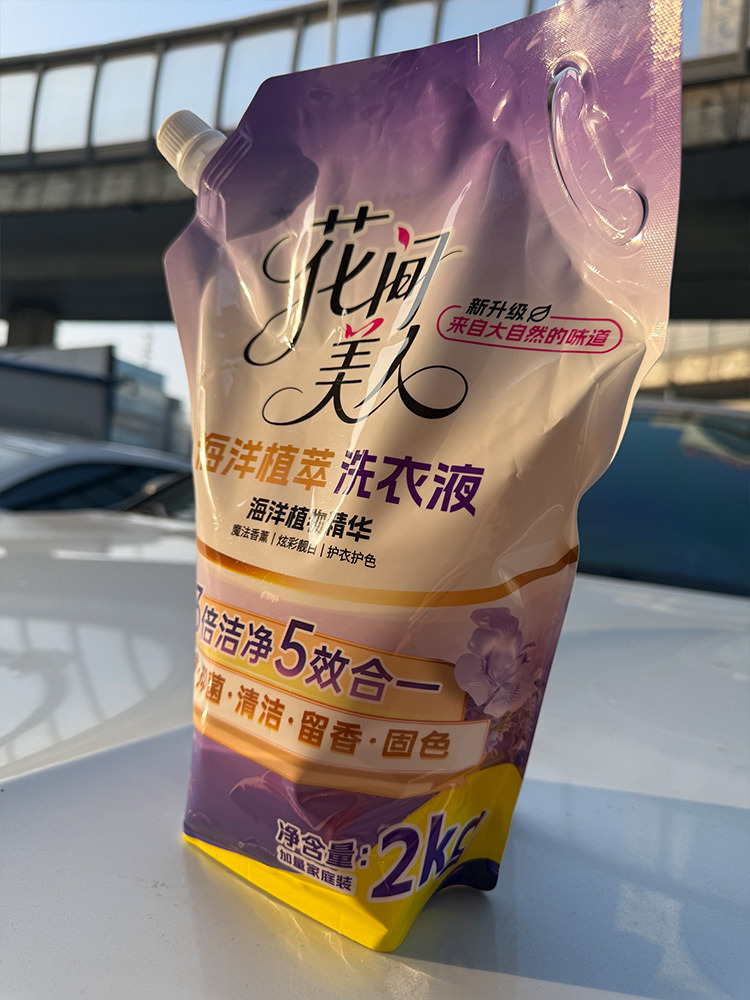 花间
美人
新升级
来自大自然的味道
海洋植萃洗衣液
海洋植物精华
魔法香薰|炫彩靓白|护衣护色
倍洁净5效合一
菌·清洁·留香·固色
净含量:2kg
加量家庭装